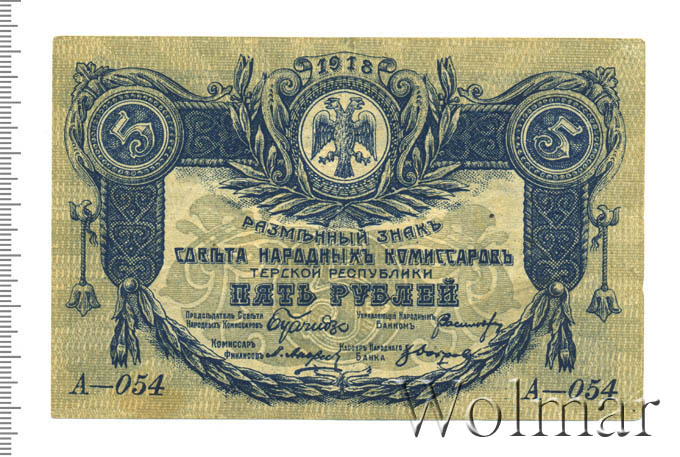 1918
5 5
РАЗМѢННЫЙ ЗНАКЪ
СОВѢТА НАРОДНЫХЪ КОМИССАРОВЪ
ТЕРСКОЙ РЕСПУБЛИКИ
ПЯТЬ РУБЛЕЙ
ПРЕДСЕДАТЕЛЬ СОВѢТА НАРОДНЫХЪ КОМИССАРОВЪ
УПРАВЛЯЮЩІЙ НАРОДНЫМЪ БАНКОМЪ
КОМИССАР ФИНАНСОВЪ
КАССИРЪ НАРОДНАГО БАНКА
А—054 А—054
Wolmar